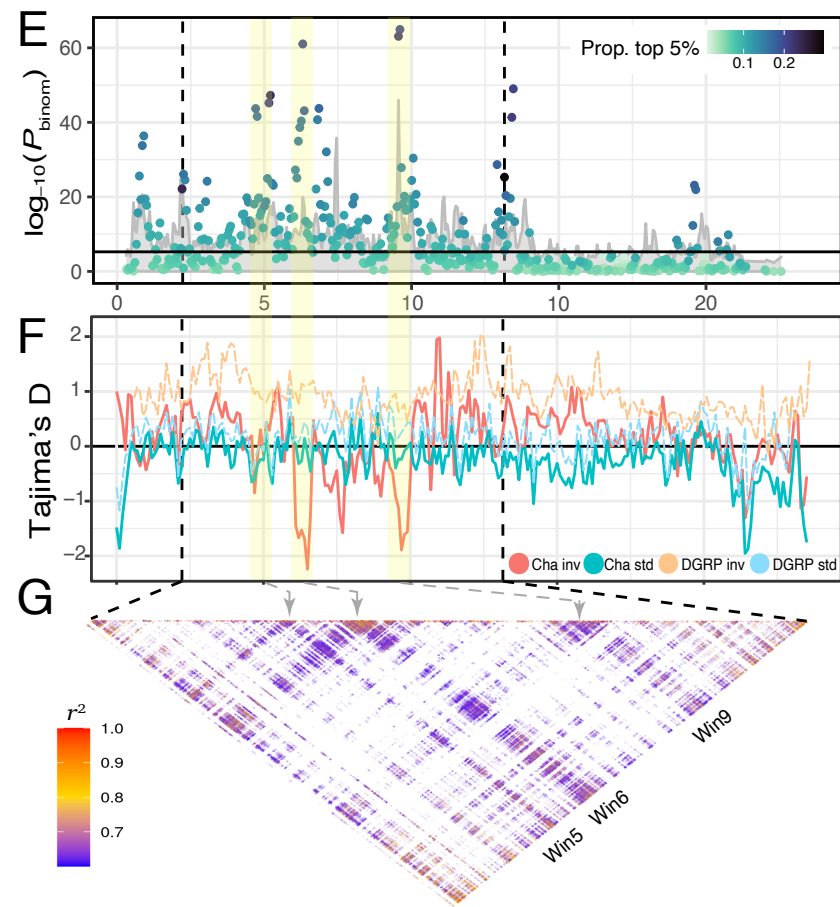 E
Prop. top 5%
0.1 0.2
log₋₁₀(Pbinom)
60
40
20
0
0 5 10 10 20
F
Tajima's D
2
1
0
−1
−2
Cha inv Cha std DGRP inv DGRP std
G
r²
1.0
0.9
0.8
0.7
Win9
Win6
Win5